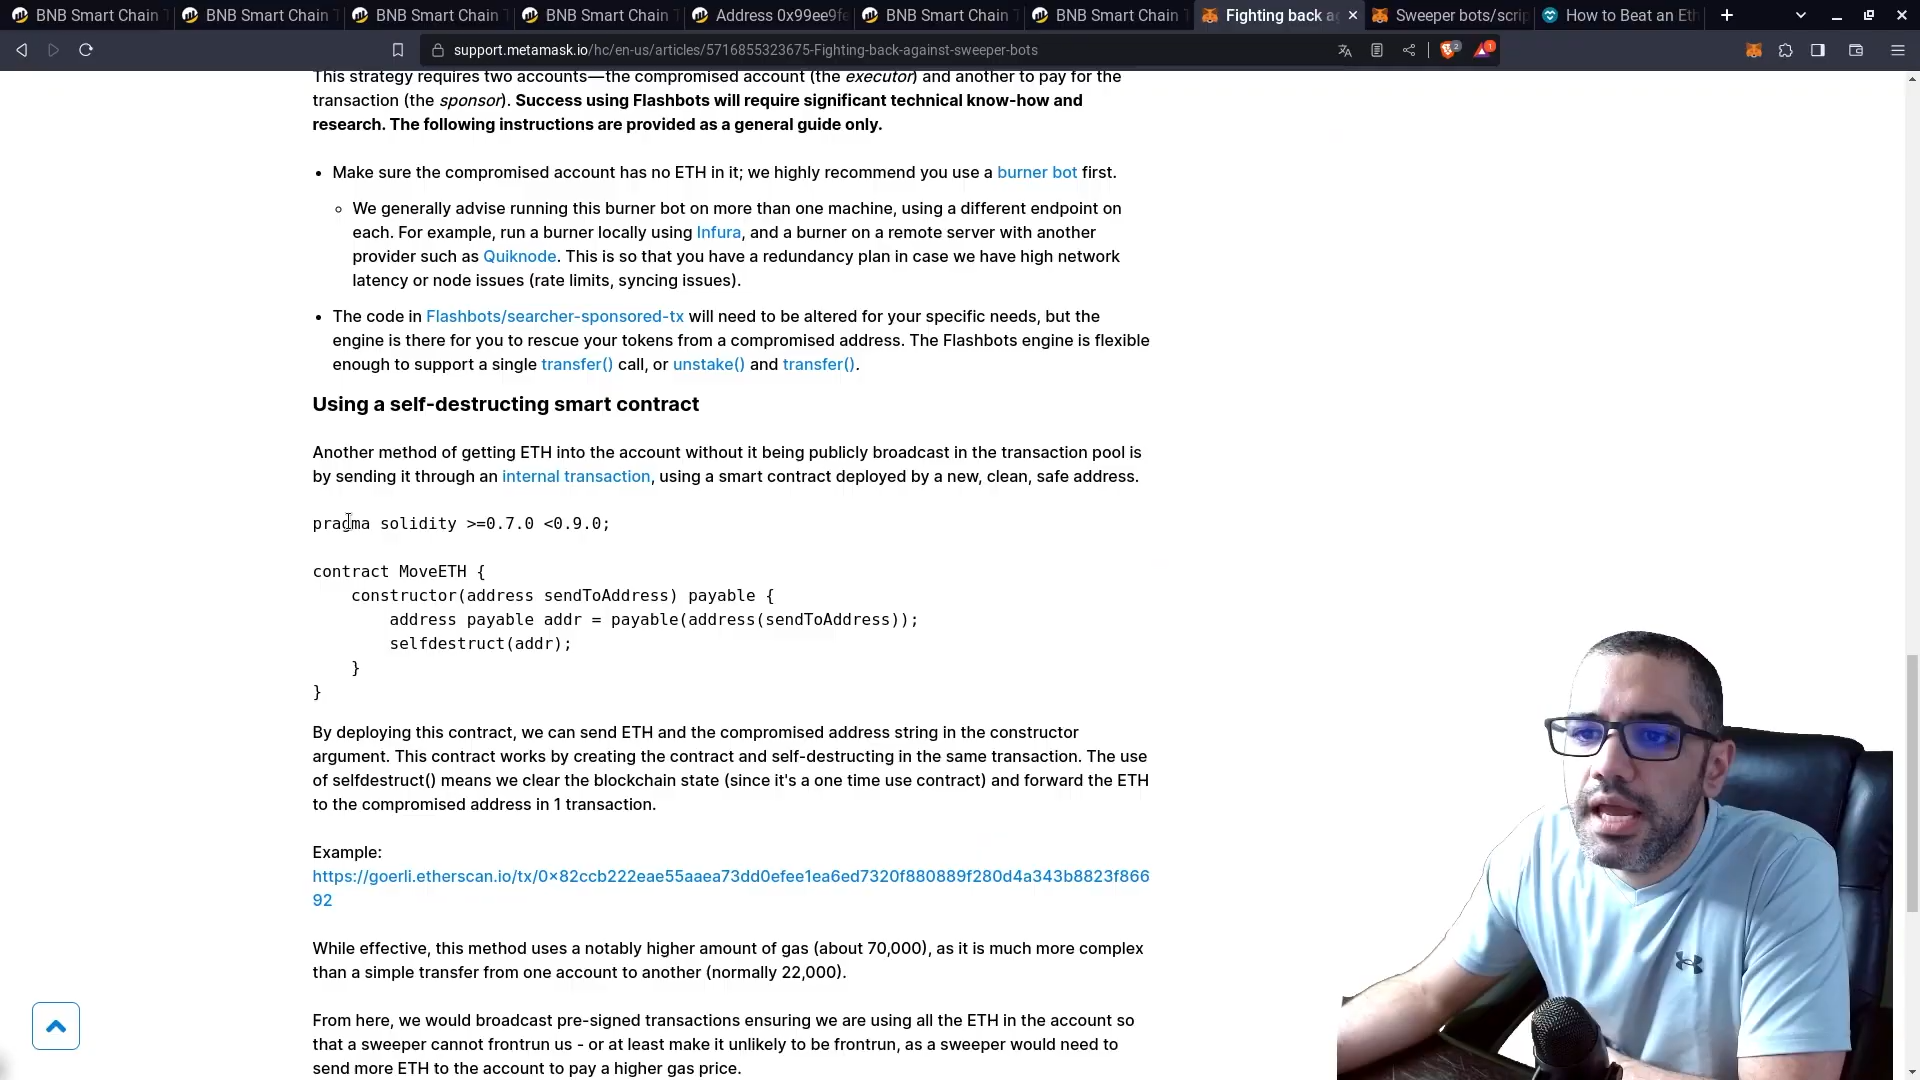 BNB Smart Chain T
BNB Smart Chain T
BNB Smart Chain T
BNB Smart Chain T
Address 0x99ee9fe
BNB Smart Chain T
BNB Smart Chain T
Fighting back ag
Sweeper bots/scrip
How to Beat an Eth
support.metamask.io/hc/en-us/articles/5716855323675-Fighting-back-against-sweeper-bots
2
1
This strategy requires two accounts—the compromised account (the executor) and another to pay for the
transaction (the sponsor). Success using Flashbots will require significant technical know-how and
research. The following instructions are provided as a general guide only.
• Make sure the compromised account has no ETH in it; we highly recommend you use a burner bot first.
◦ We generally advise running this burner bot on more than one machine, using a different endpoint on
each. For example, run a burner locally using Infura, and a burner on a remote server with another
provider such as Quiknode. This is so that you have a redundancy plan in case we have high network
latency or node issues (rate limits, syncing issues).
• The code in Flashbots/searcher-sponsored-tx will need to be altered for your specific needs, but the
engine is there for you to rescue your tokens from a compromised address. The Flashbots engine is flexible
enough to support a single transfer() call, or unstake() and transfer().
Using a self-destructing smart contract
Another method of getting ETH into the account without it being publicly broadcast in the transaction pool is
by sending it through an internal transaction, using a smart contract deployed by a new, clean, safe address.
pragma solidity >=0.7.0 <0.9.0;
contract MoveETH {
constructor(address sendToAddress) payable {
address payable addr = payable(address(sendToAddress));
selfdestruct(addr);
}
}
By deploying this contract, we can send ETH and the compromised address string in the constructor
argument. This contract works by creating the contract and self-destructing in the same transaction. The use
of selfdestruct() means we clear the blockchain state (since it's a one time use contract) and forward the ETH
to the compromised address in 1 transaction.
Example:
https://goerli.etherscan.io/tx/0x82ccb222eae55aaea73dd0efee1ea6ed7320f880889f280d4a343b8823f866
92
While effective, this method uses a notably higher amount of gas (about 70,000), as it is much more complex
than a simple transfer from one account to another (normally 22,000).
From here, we would broadcast pre-signed transactions ensuring we are using all the ETH in the account so
that a sweeper cannot frontrun us - or at least make it unlikely to be frontrun, as a sweeper would need to
send more ETH to the account to pay a higher gas price.